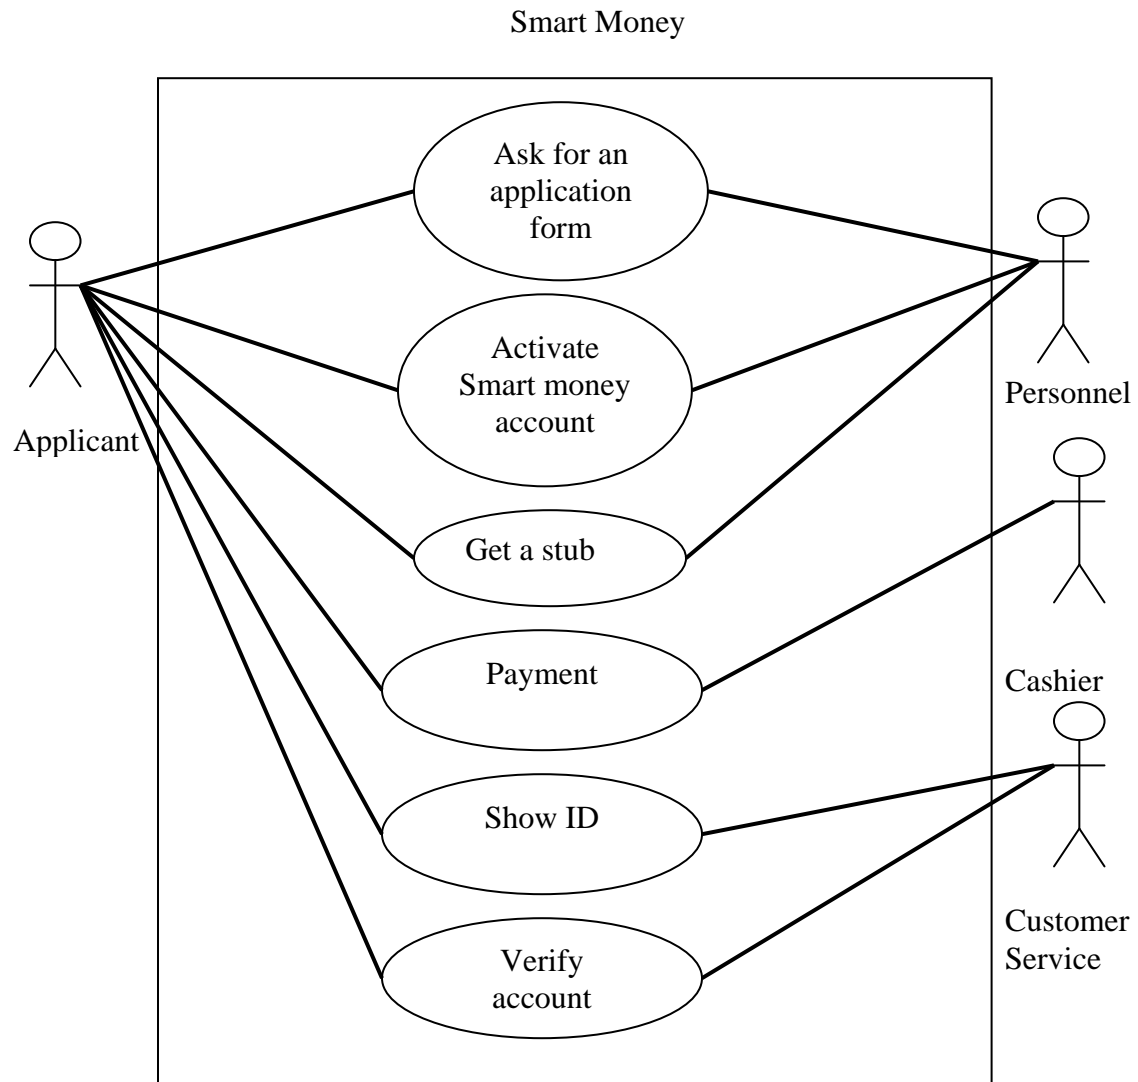 Smart Money
Ask for an
application
form
Activate
Smart money
account
Personnel
Applicant
Get a stub
Payment
Cashier
Show ID
Customer
Service
Verify
account